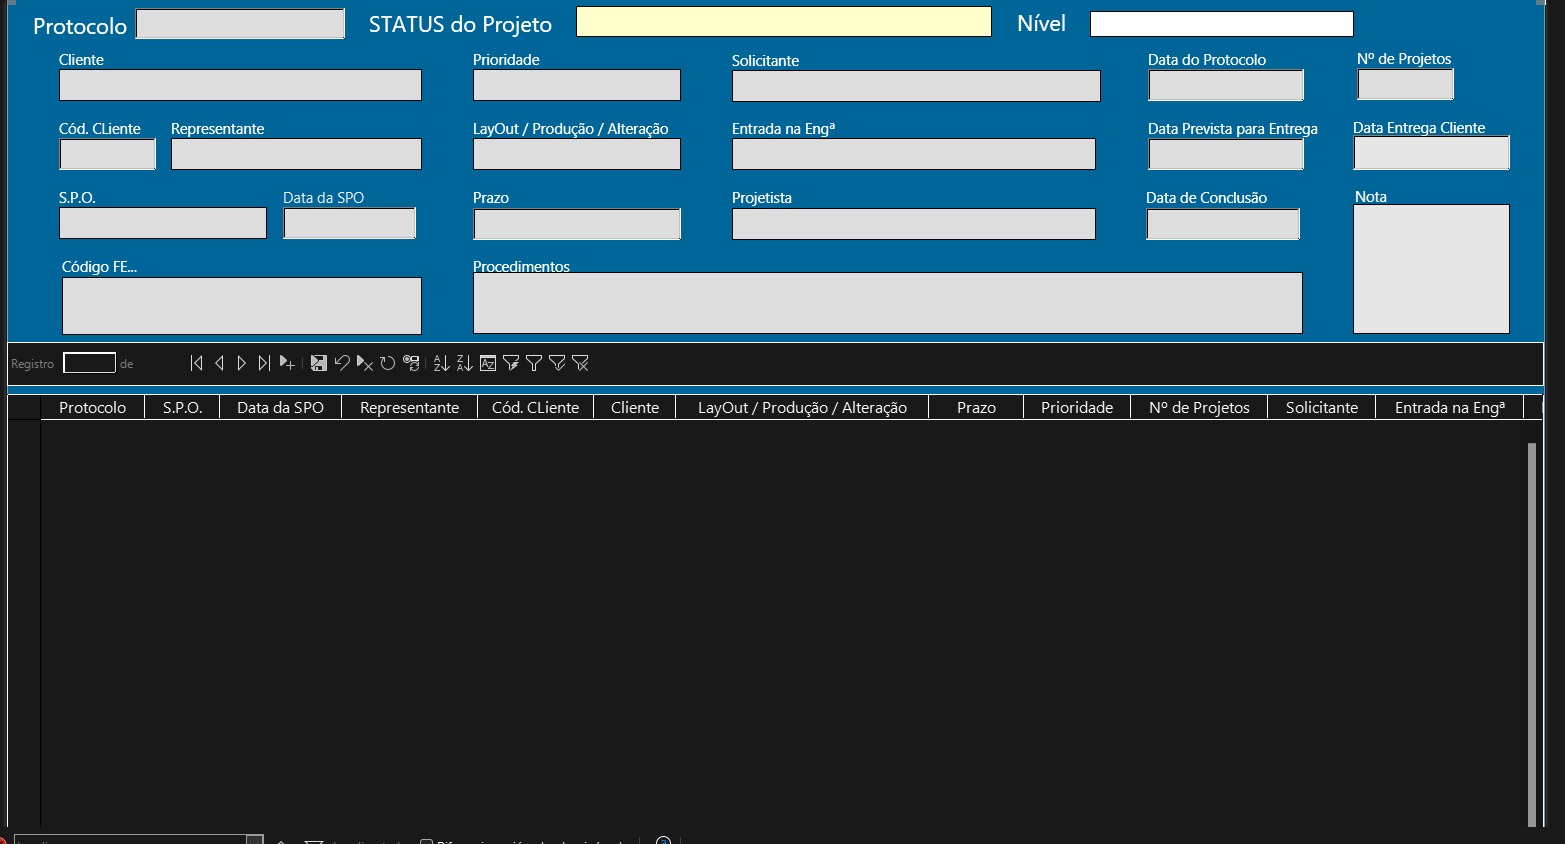 Protocolo STATUS do Projeto Nível
Cliente Prioridade Solicitante Data do Protocolo Nº de Projetos
Cód. CLiente Representante LayOut / Produção / Alteração Entrada na Engª Data Prevista para Entrega Data Entrega Cliente
S.P.O. Data da SPO Prazo Projetista Data de Conclusão Nota
Código FE... Procedimentos
Registro de
Protocolo S.P.O. Data da SPO Representante Cód. CLiente Cliente LayOut / Produção / Alteração Prazo Prioridade Nº de Projetos Solicitante Entrada na Engª